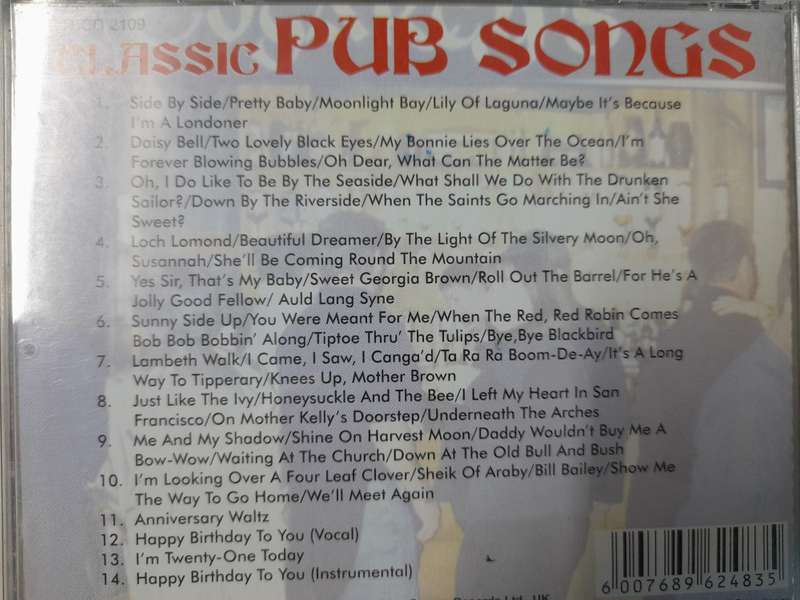 CD 2109
CLASSIC PUB SONGS
1. Side By Side/Pretty Baby/Moonlight Bay/Lily Of Laguna/Maybe It's Because
I'm A Londoner
2. Daisy Bell/Two Lovely Black Eyes/My Bonnie Lies Over The Ocean/I'm
Forever Blowing Bubbles/Oh Dear, What Can The Matter Be?
3. Oh, I Do Like To Be By The Seaside/What Shall We Do With The Drunken
Sailor?/Down By The Riverside/When The Saints Go Marching In/Ain't She
Sweet?
4. Loch Lomond/Beautiful Dreamer/By The Light Of The Silvery Moon/Oh,
Susannah/She'll Be Coming Round The Mountain
5. Yes Sir, That's My Baby/Sweet Georgia Brown/Roll Out The Barrel/For He's A
Jolly Good Fellow/ Auld Lang Syne
6. Sunny Side Up/You Were Meant For Me/When The Red, Red Robin Comes
Bob Bob Bobbin' Along/Tiptoe Thru' The Tulips/Bye,Bye Blackbird
7. Lambeth Walk/I Came, I Saw, I Conga'd/Ta Ra Ra Boom-De-Ay/It's A Long
Way To Tipperary/Knees Up, Mother Brown
8. Just Like The Ivy/Honeysuckle And The Bee/I Left My Heart In San
Francisco/On Mother Kelly's Doorstep/Underneath The Arches
9. Me And My Shadow/Shine On Harvest Moon/Daddy Wouldn't Buy Me A
Bow-Wow/Waiting At The Church/Down At The Old Bull And Bush
10. I'm Looking Over A Four Leaf Clover/Sheik Of Araby/Bill Bailey/Show Me
The Way To Go Home/We'll Meet Again
11. Anniversary Waltz
12. Happy Birthday To You (Vocal)
13. I'm Twenty-One Today
14. Happy Birthday To You (Instrumental)
6 007689 624835
Records Ltd., UK